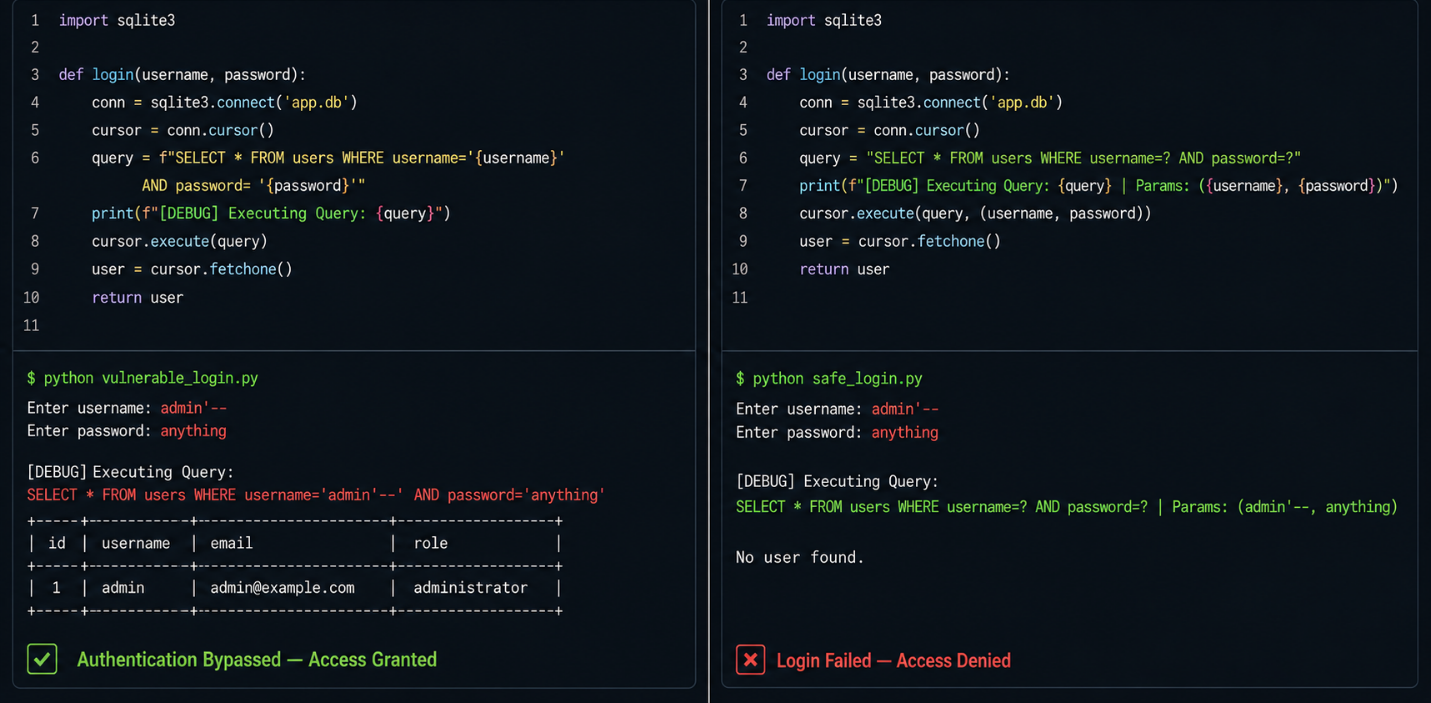 1 import sqlite3
2
3 def login(username, password):
4     conn = sqlite3.connect('app.db')
5     cursor = conn.cursor()
6     query = f"SELECT * FROM users WHERE username='{username}'
          AND password= '{password}'"
7     print(f"[DEBUG] Executing Query: {query}")
8     cursor.execute(query)
9     user = cursor.fetchone()
10     return user
11
$ python vulnerable_login.py
Enter username: admin'--
Enter password: anything
[DEBUG] Executing Query:
SELECT * FROM users WHERE username='admin'--' AND password='anything'
+-----+------------+-----------------------+-------------------+
| id | username | email | role |
+-----+------------+-----------------------+-------------------+
| 1 | admin | admin@example.com | administrator |
+-----+------------+-----------------------+-------------------+
Authentication Bypassed — Access Granted
1 import sqlite3
2
3 def login(username, password):
4     conn = sqlite3.connect('app.db')
5     cursor = conn.cursor()
6     query = "SELECT * FROM users WHERE username=? AND password=?"
7     print(f"[DEBUG] Executing Query: {query} | Params: ({username}, {password})")
8     cursor.execute(query, (username, password))
9     user = cursor.fetchone()
10     return user
11
$ python safe_login.py
Enter username: admin'--
Enter password: anything
[DEBUG] Executing Query:
SELECT * FROM users WHERE username=? AND password=? | Params: (admin'--, anything)
No user found.
Login Failed — Access Denied